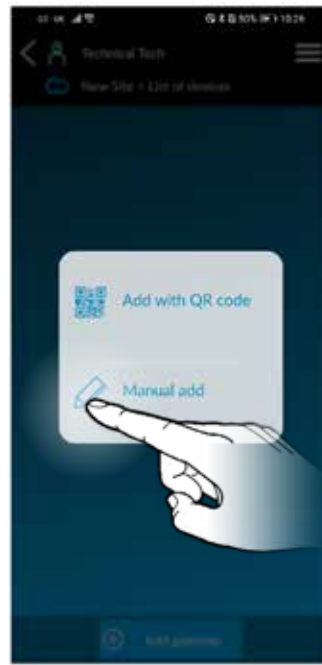 Technical Tech
New Site > List of devices
Add with QR code
Manual add